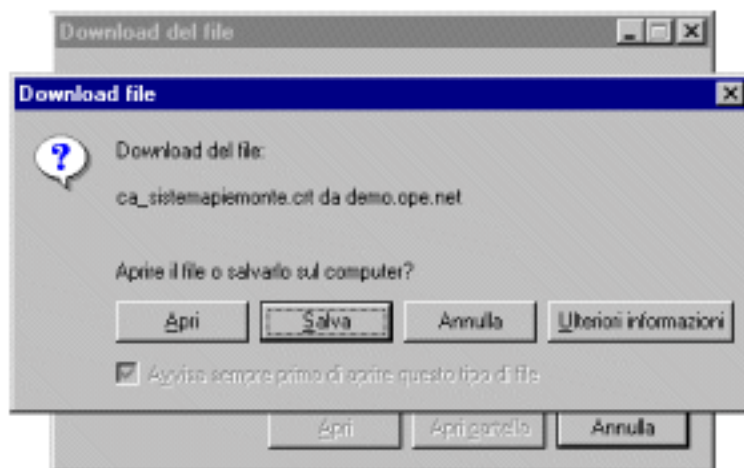 Download del file
Download file
Download del file:
ca_sistemapiemonte.crt da demo.ope.net
Aprire il file o salvarlo sul computer?
Apri Salva Annulla Ulteriori informazioni
Avvisa sempre prima di aprire questo tipo di file
Apri Apri cartella Annulla